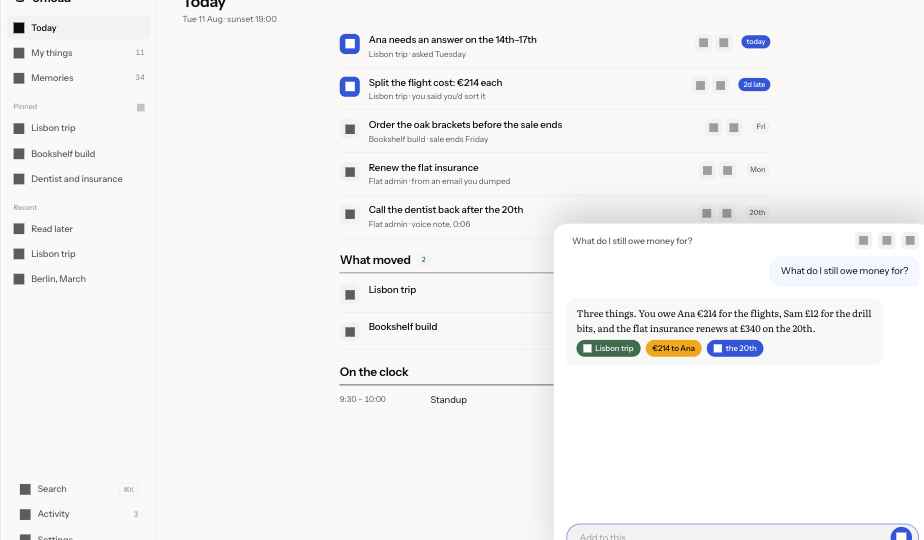 Today
My things 11
Memories 34
Pinned
Lisbon trip
Bookshelf build
Dentist and insurance
Recent
Read later
Lisbon trip
Berlin, March
Search ⌘K
Activity 3
Settings
Today
Tue 11 Aug · sunset 19:00
Ana needs an answer on the 14th–17th
Lisbon trip · asked Tuesday
today
Split the flight cost: €214 each
Lisbon trip · you said you'd sort it
2d late
Order the oak brackets before the sale ends
Bookshelf build · sale ends Friday
Fri
Renew the flat insurance
Flat admin · from an email you dumped
Mon
Call the dentist back after the 20th
Flat admin · voice note, 0:06
20th
What moved 2
Lisbon trip
Bookshelf build
On the clock
9:30 – 10:00 Standup
What do I still owe money for?
What do I still owe money for?
Three things. You owe Ana €214 for the flights, Sam £12 for the drill
bits, and the flat insurance renews at £340 on the 20th.
Lisbon trip €214 to Ana the 20th
Add to this